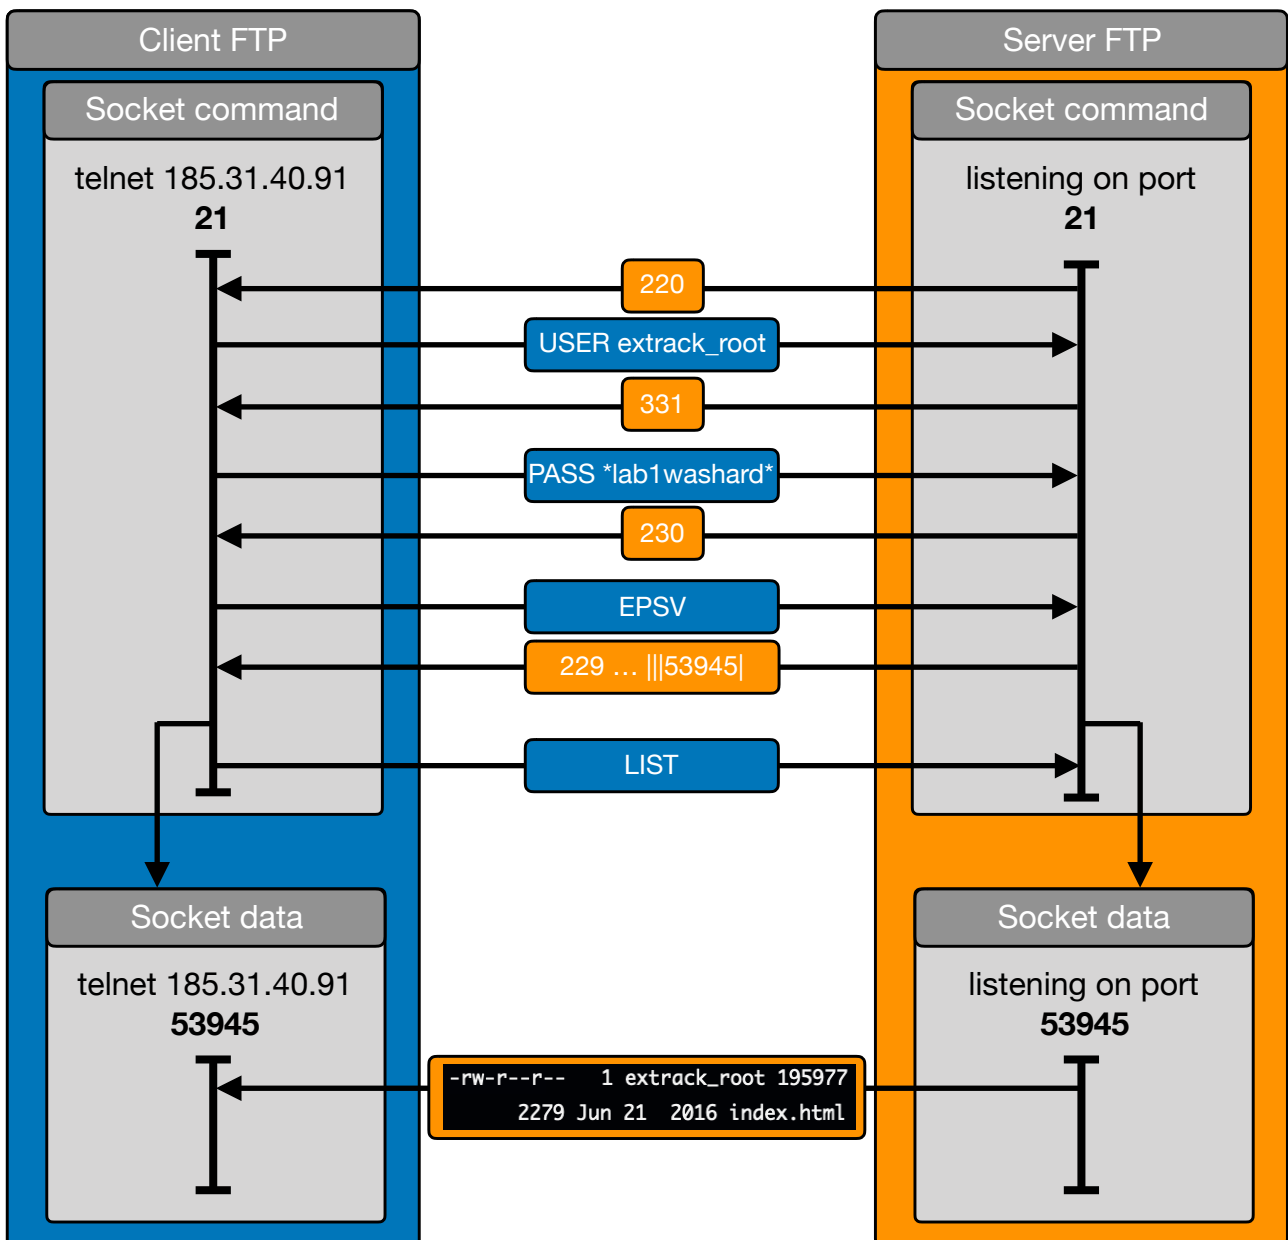 Client FTP
Server FTP
Socket command
Socket command
telnet 185.31.40.91
21
listening on port
21
220
USER extrack_root
331
PASS *lab1washard*
230
EPSV
229 ... |||53945|
LIST
Socket data
Socket data
telnet 185.31.40.91
53945
listening on port
53945
-rw-r--r--   1 extrack_root 195977
2279 Jun 21  2016 index.html